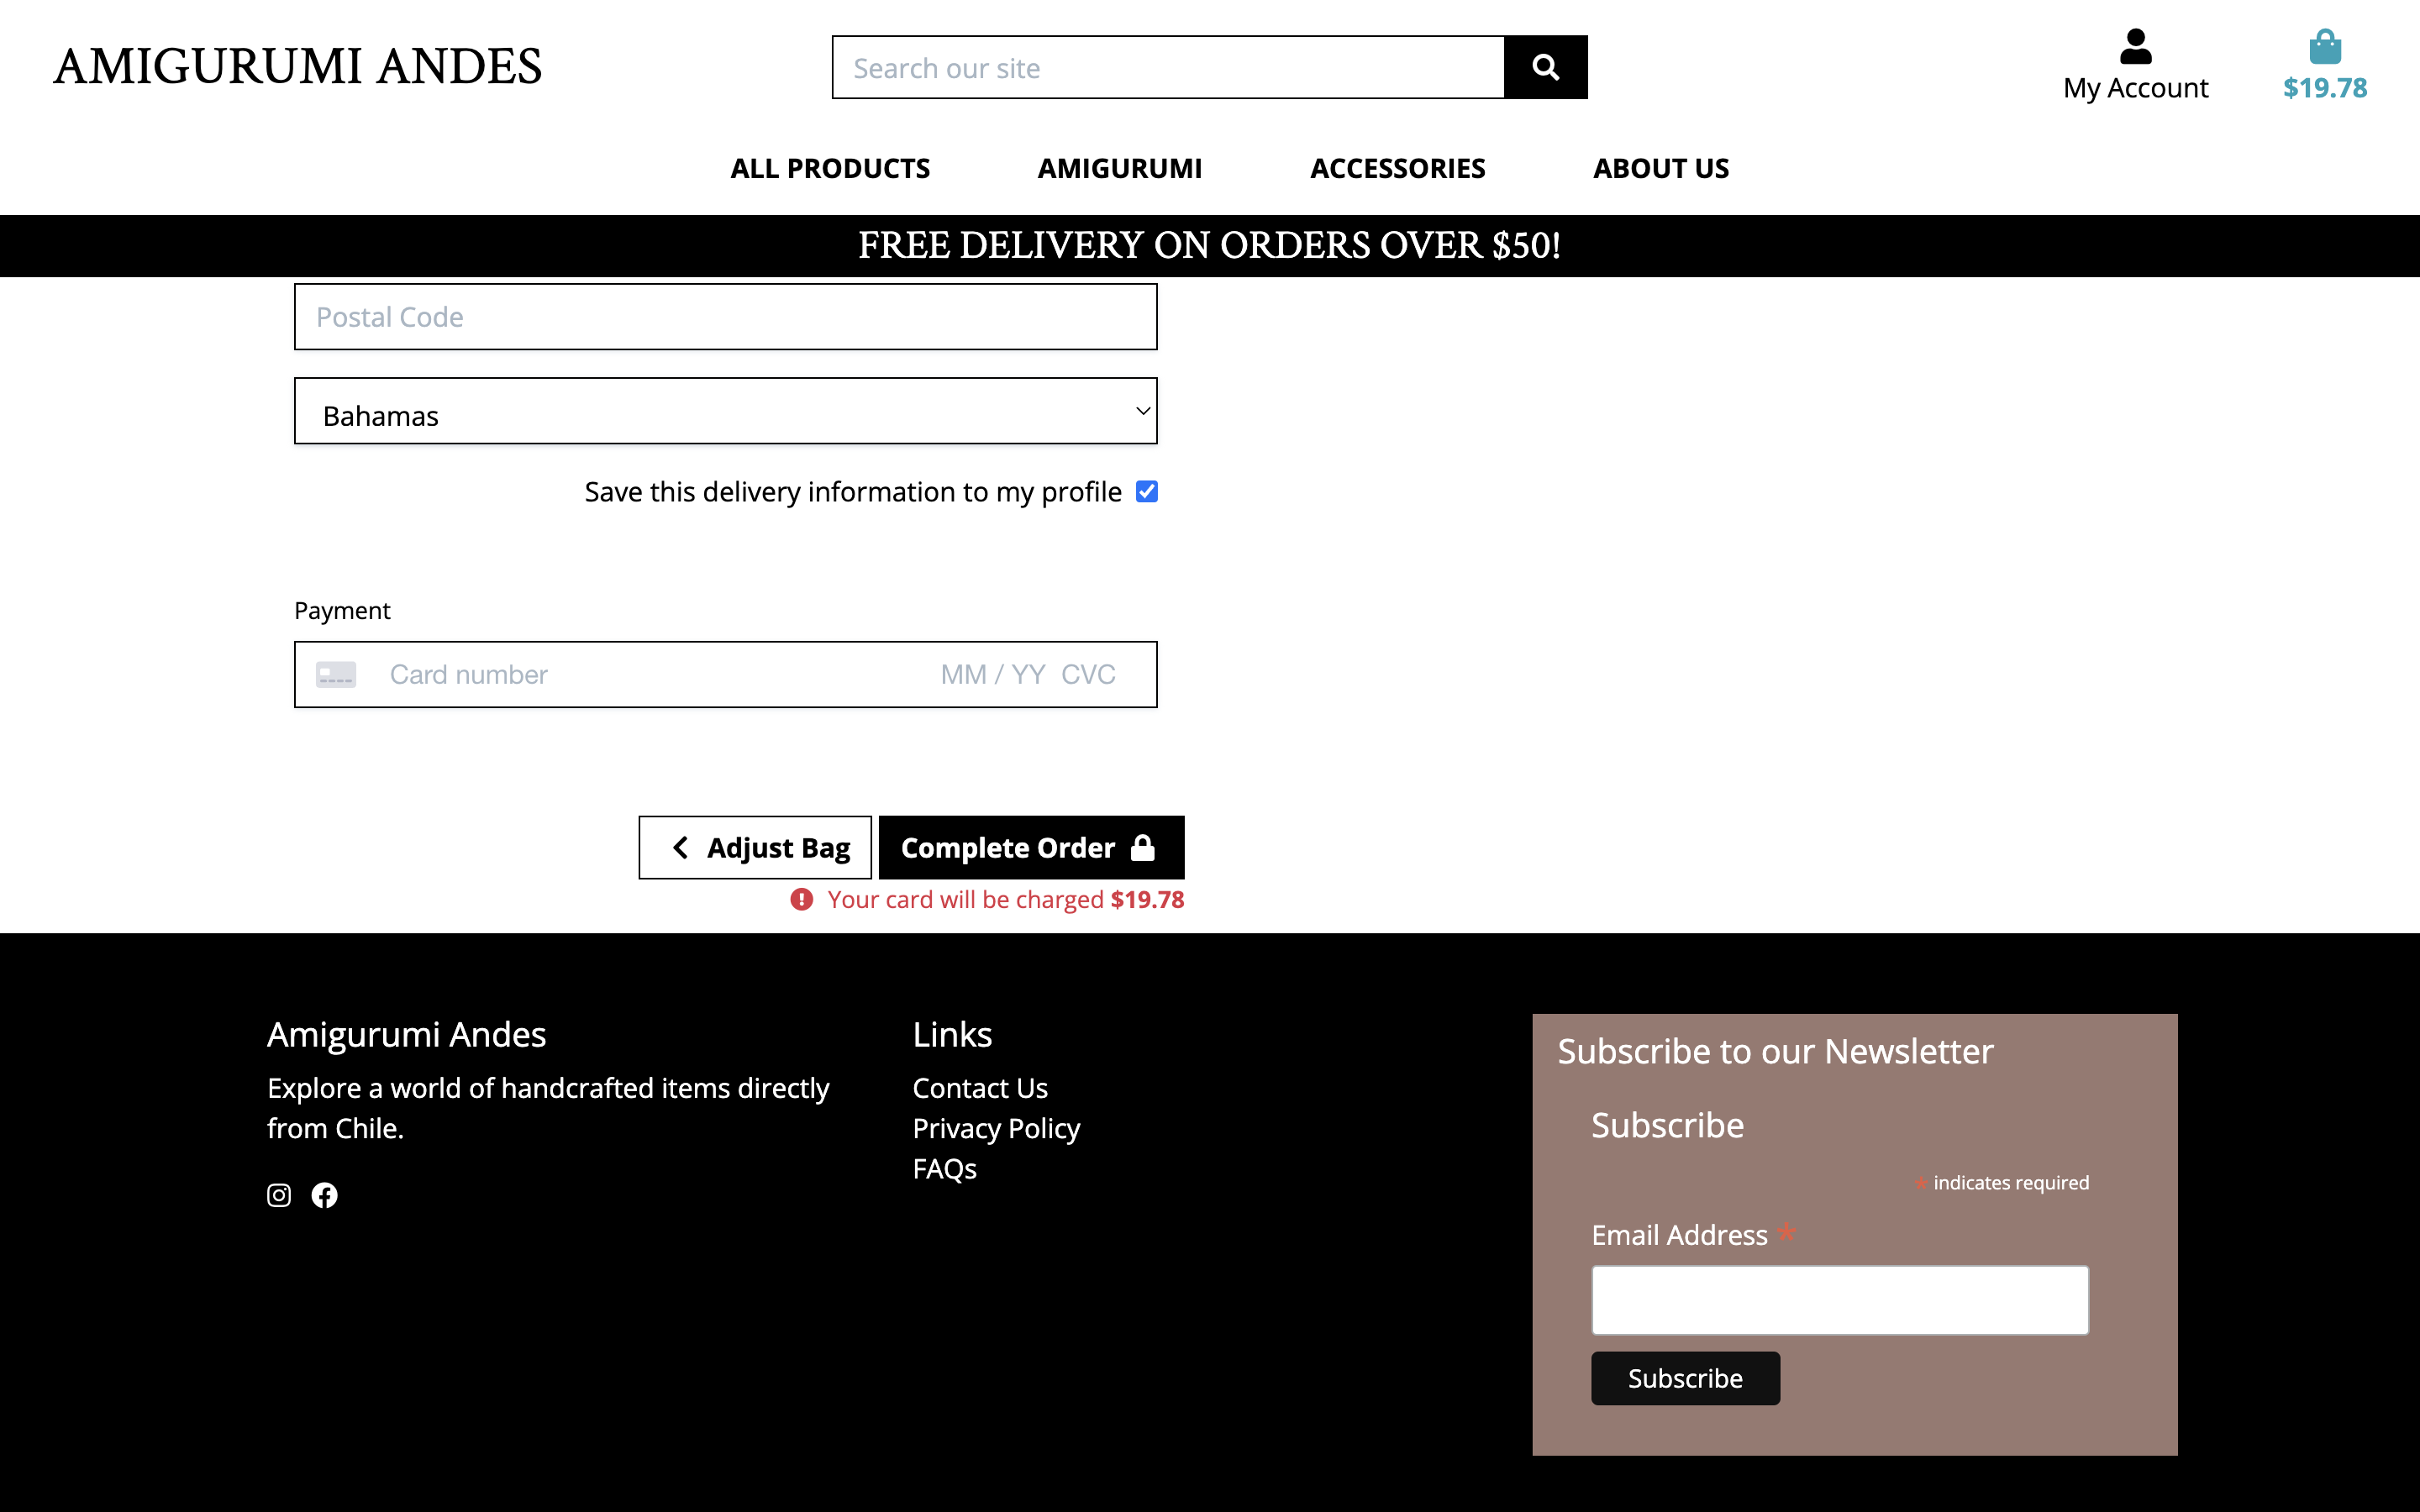 AMIGURUMI ANDES
Search our site
My Account
$19.78
ALL PRODUCTS
AMIGURUMI
ACCESSORIES
ABOUT US
FREE DELIVERY ON ORDERS OVER $50!
Postal Code
Bahamas
Save this delivery information to my profile
Payment
Card number
MM / YY CVC
Adjust Bag
Complete Order
Your card will be charged $19.78
Amigurumi Andes
Explore a world of handcrafted items directly
from Chile.
Links
Contact Us
Privacy Policy
FAQs
Subscribe to our Newsletter
Subscribe
* indicates required
Email Address *
Subscribe